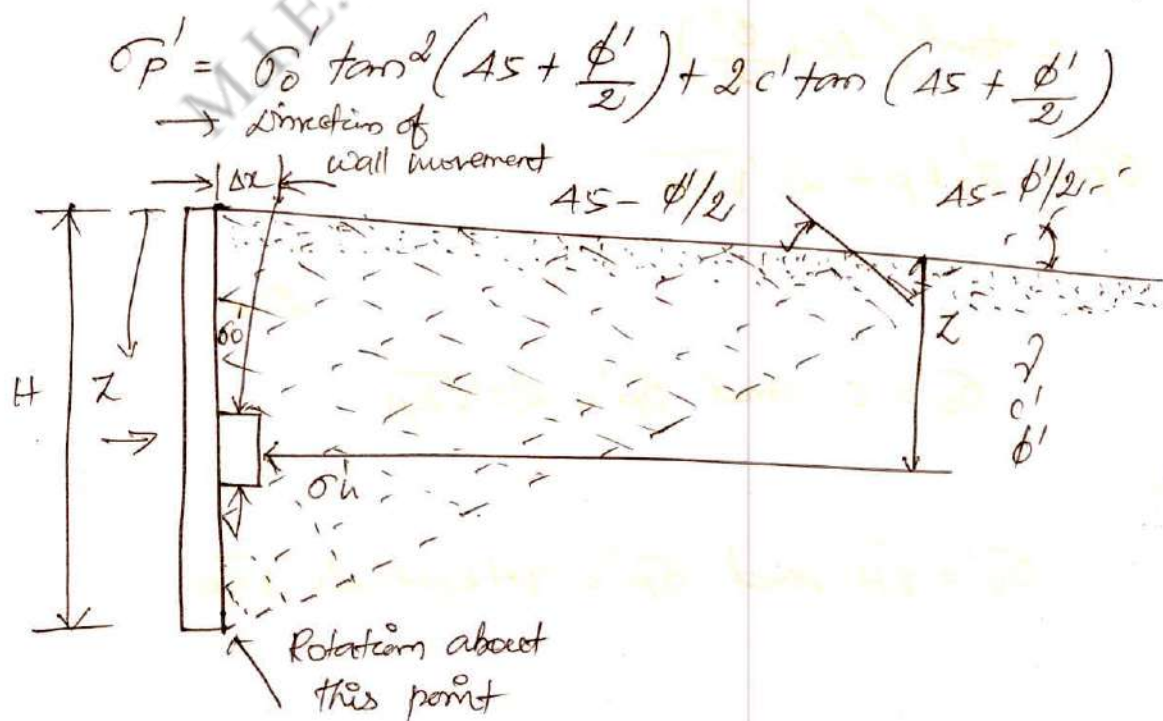 M.I.E.
σp' = σo' tan²(45 + φ'/2) + 2c' tan(45 + φ'/2)
→ Direction of
wall movement
Δx
45 - φ'/2
45 - φ'/2
σo'
Z
H
Z
γ
c'
φ'
σh'
Rotation about
this point